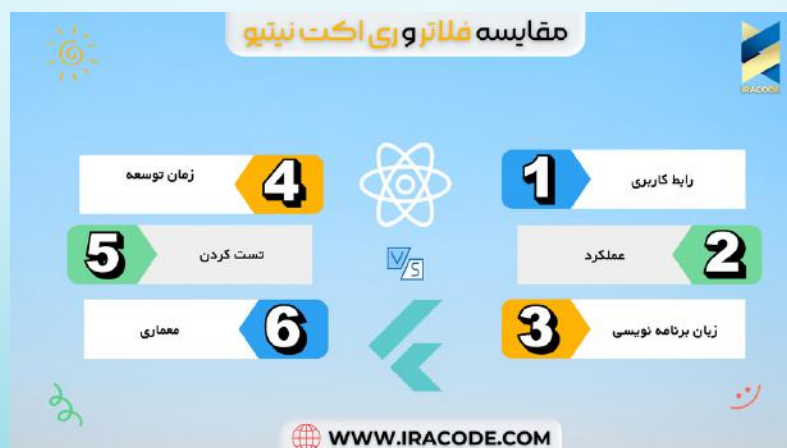 مقایسه فلاتر و ری اکت نیتیو
IRACODE
1
رابط کاربری
2
عملکرد
3
زبان برنامه نویسی
4
زمان توسعه
5
تست کردن
6
معماری
V/S
WWW.IRACODE.COM